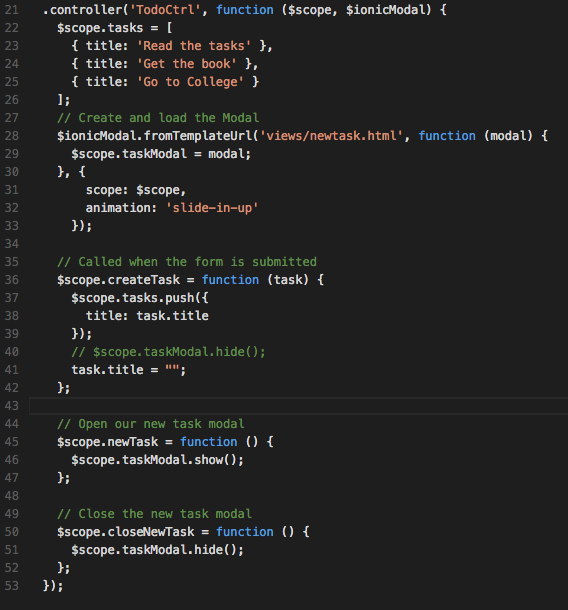 21 .controller('TodoCtrl', function ($scope, $ionicModal) {
22   $scope.tasks = [
23     { title: 'Read the tasks' },
24     { title: 'Get the book' },
25     { title: 'Go to College' }
26   ];
27   // Create and load the Modal
28   $ionicModal.fromTemplateUrl('views/newtask.html', function (modal) {
29     $scope.taskModal = modal;
30   }, {
31       scope: $scope,
32       animation: 'slide-in-up'
33     });
34
35   // Called when the form is submitted
36   $scope.createTask = function (task) {
37     $scope.tasks.push({
38       title: task.title
39     });
40     // $scope.taskModal.hide();
41     task.title = "";
42   };
43
44   // Open our new task modal
45   $scope.newTask = function () {
46     $scope.taskModal.show();
47   };
48
49   // Close the new task modal
50   $scope.closeNewTask = function () {
51     $scope.taskModal.hide();
52   };
53 });